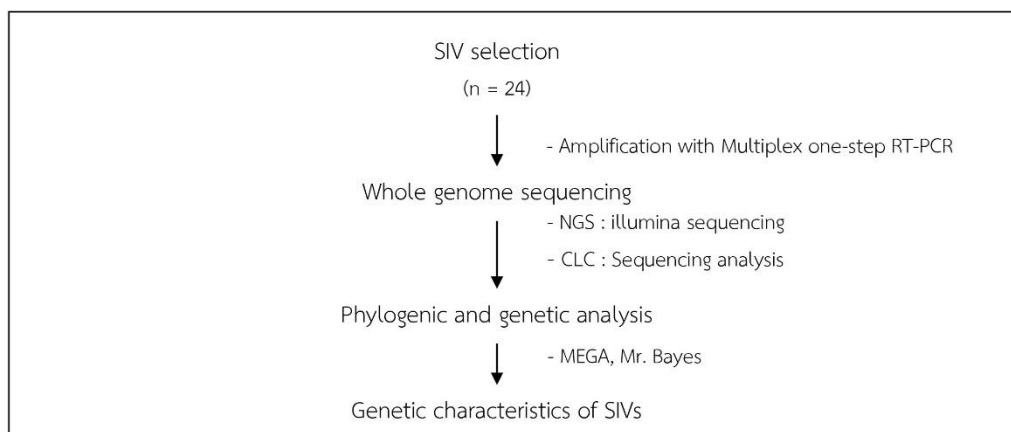 SIV selection
(n = 24)
- Amplification with Multiplex one-step RT-PCR
Whole genome sequencing
- NGS : illumina sequencing
- CLC : Sequencing analysis
Phylogenic and genetic analysis
- MEGA, Mr. Bayes
Genetic characteristics of SIVs